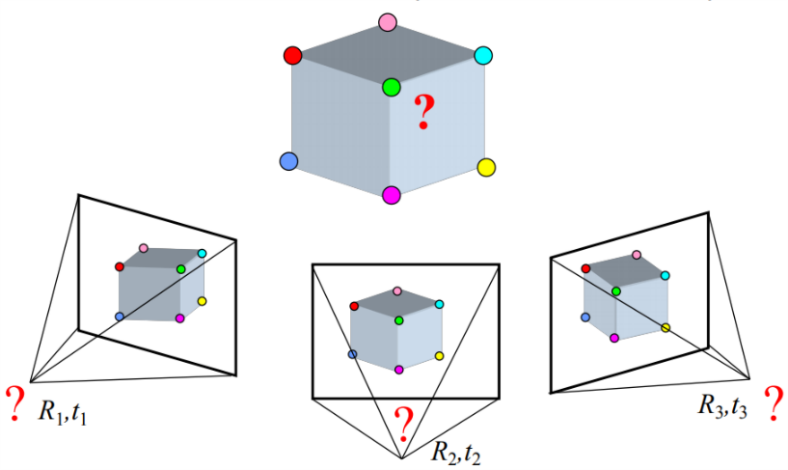 ?
? R₁,t₁
? R₂,t₂
R₃,t₃ ?